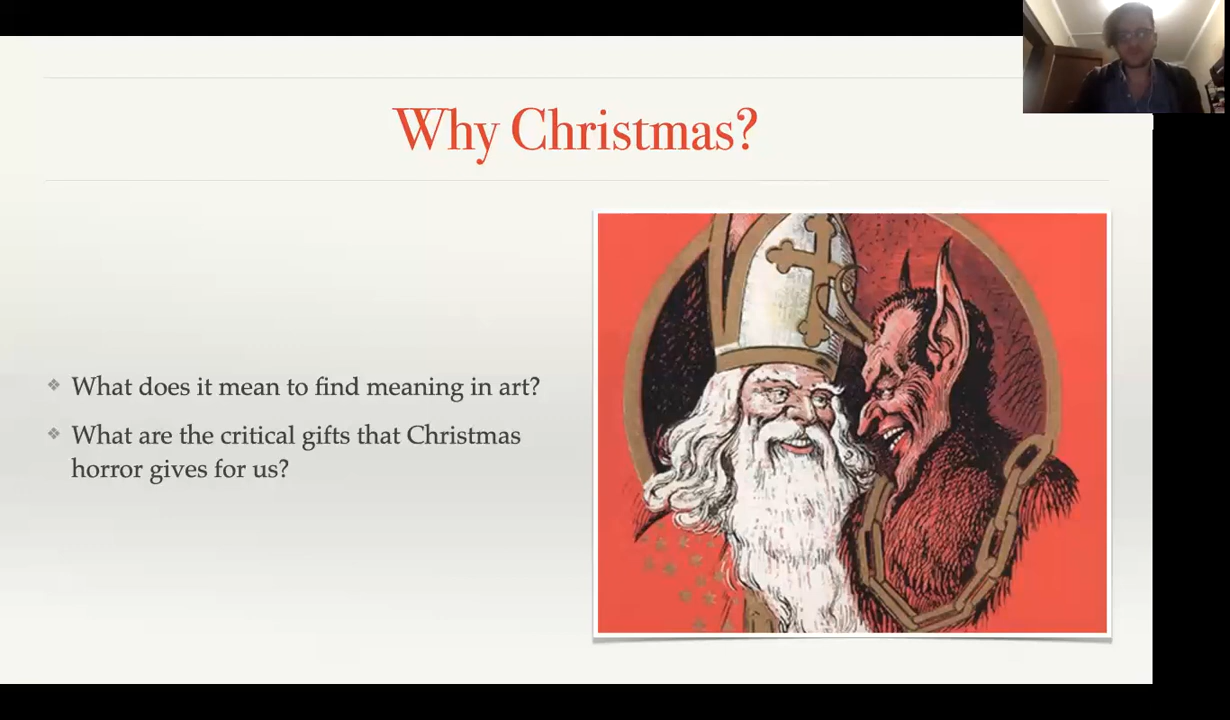 Why Christmas?
What does it mean to find meaning in art?
What are the critical gifts that Christmas
horror gives for us?